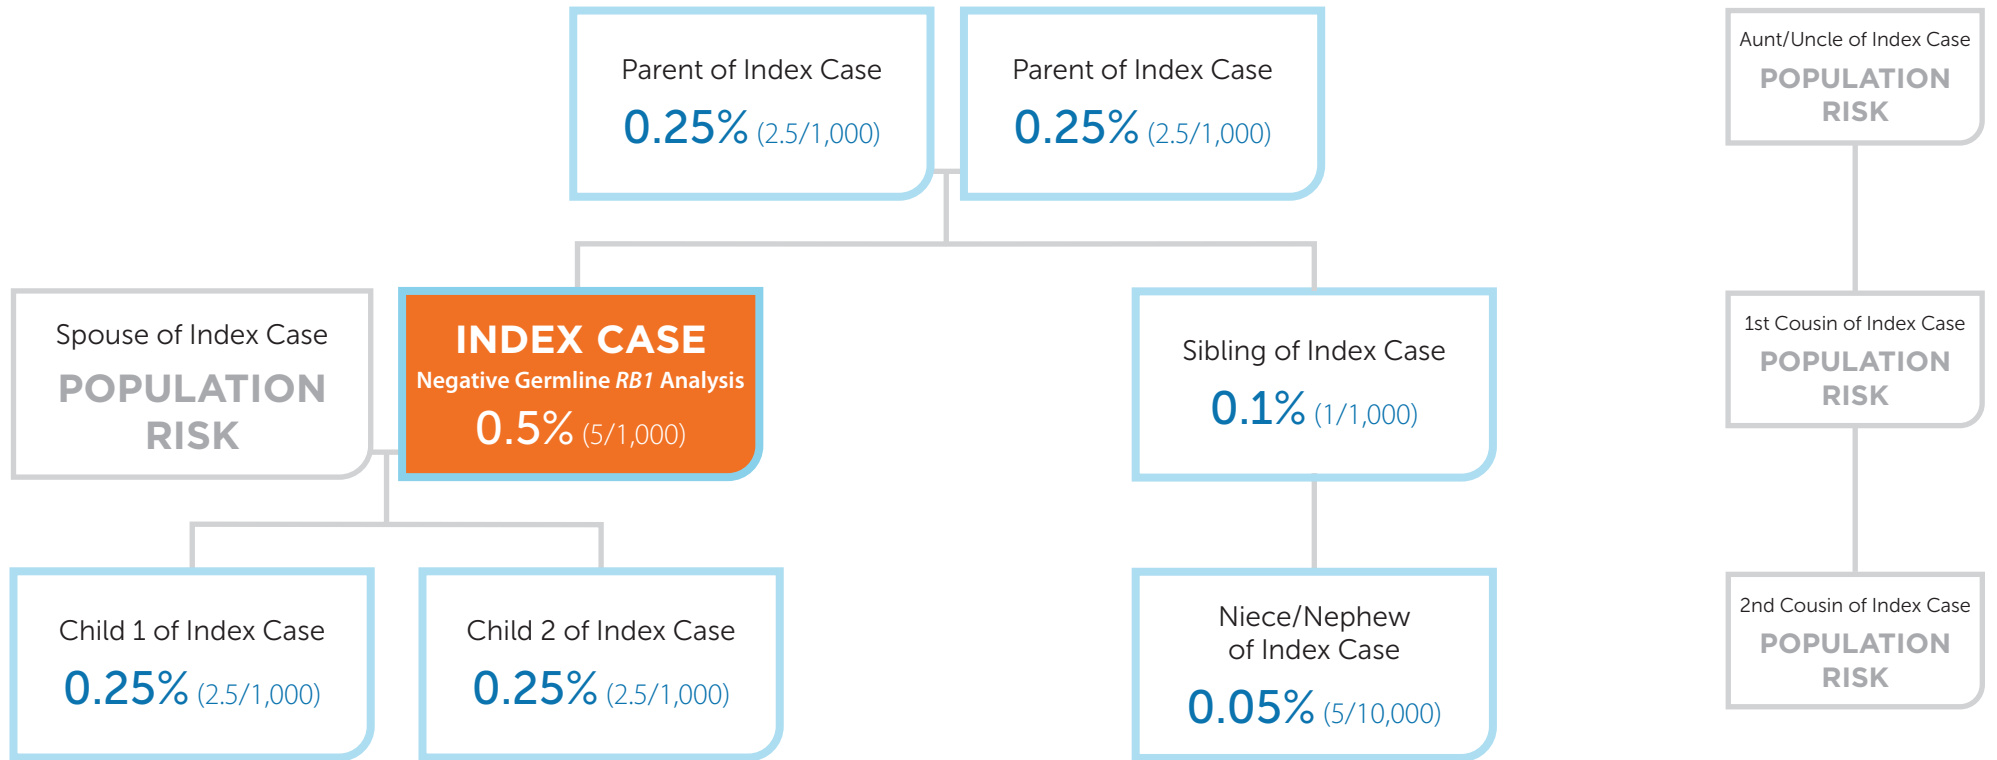 Parent of Index Case
0.25% (2.5/1,000)
Parent of Index Case
0.25% (2.5/1,000)
Aunt/Uncle of Index Case
POPULATION
RISK
Spouse of Index Case
POPULATION
RISK
INDEX CASE
Negative Germline RB1 Analysis
0.5% (5/1,000)
Sibling of Index Case
0.1% (1/1,000)
1st Cousin of Index Case
POPULATION
RISK
Child 1 of Index Case
0.25% (2.5/1,000)
Child 2 of Index Case
0.25% (2.5/1,000)
Niece/Nephew
of Index Case
0.05% (5/10,000)
2nd Cousin of Index Case
POPULATION
RISK